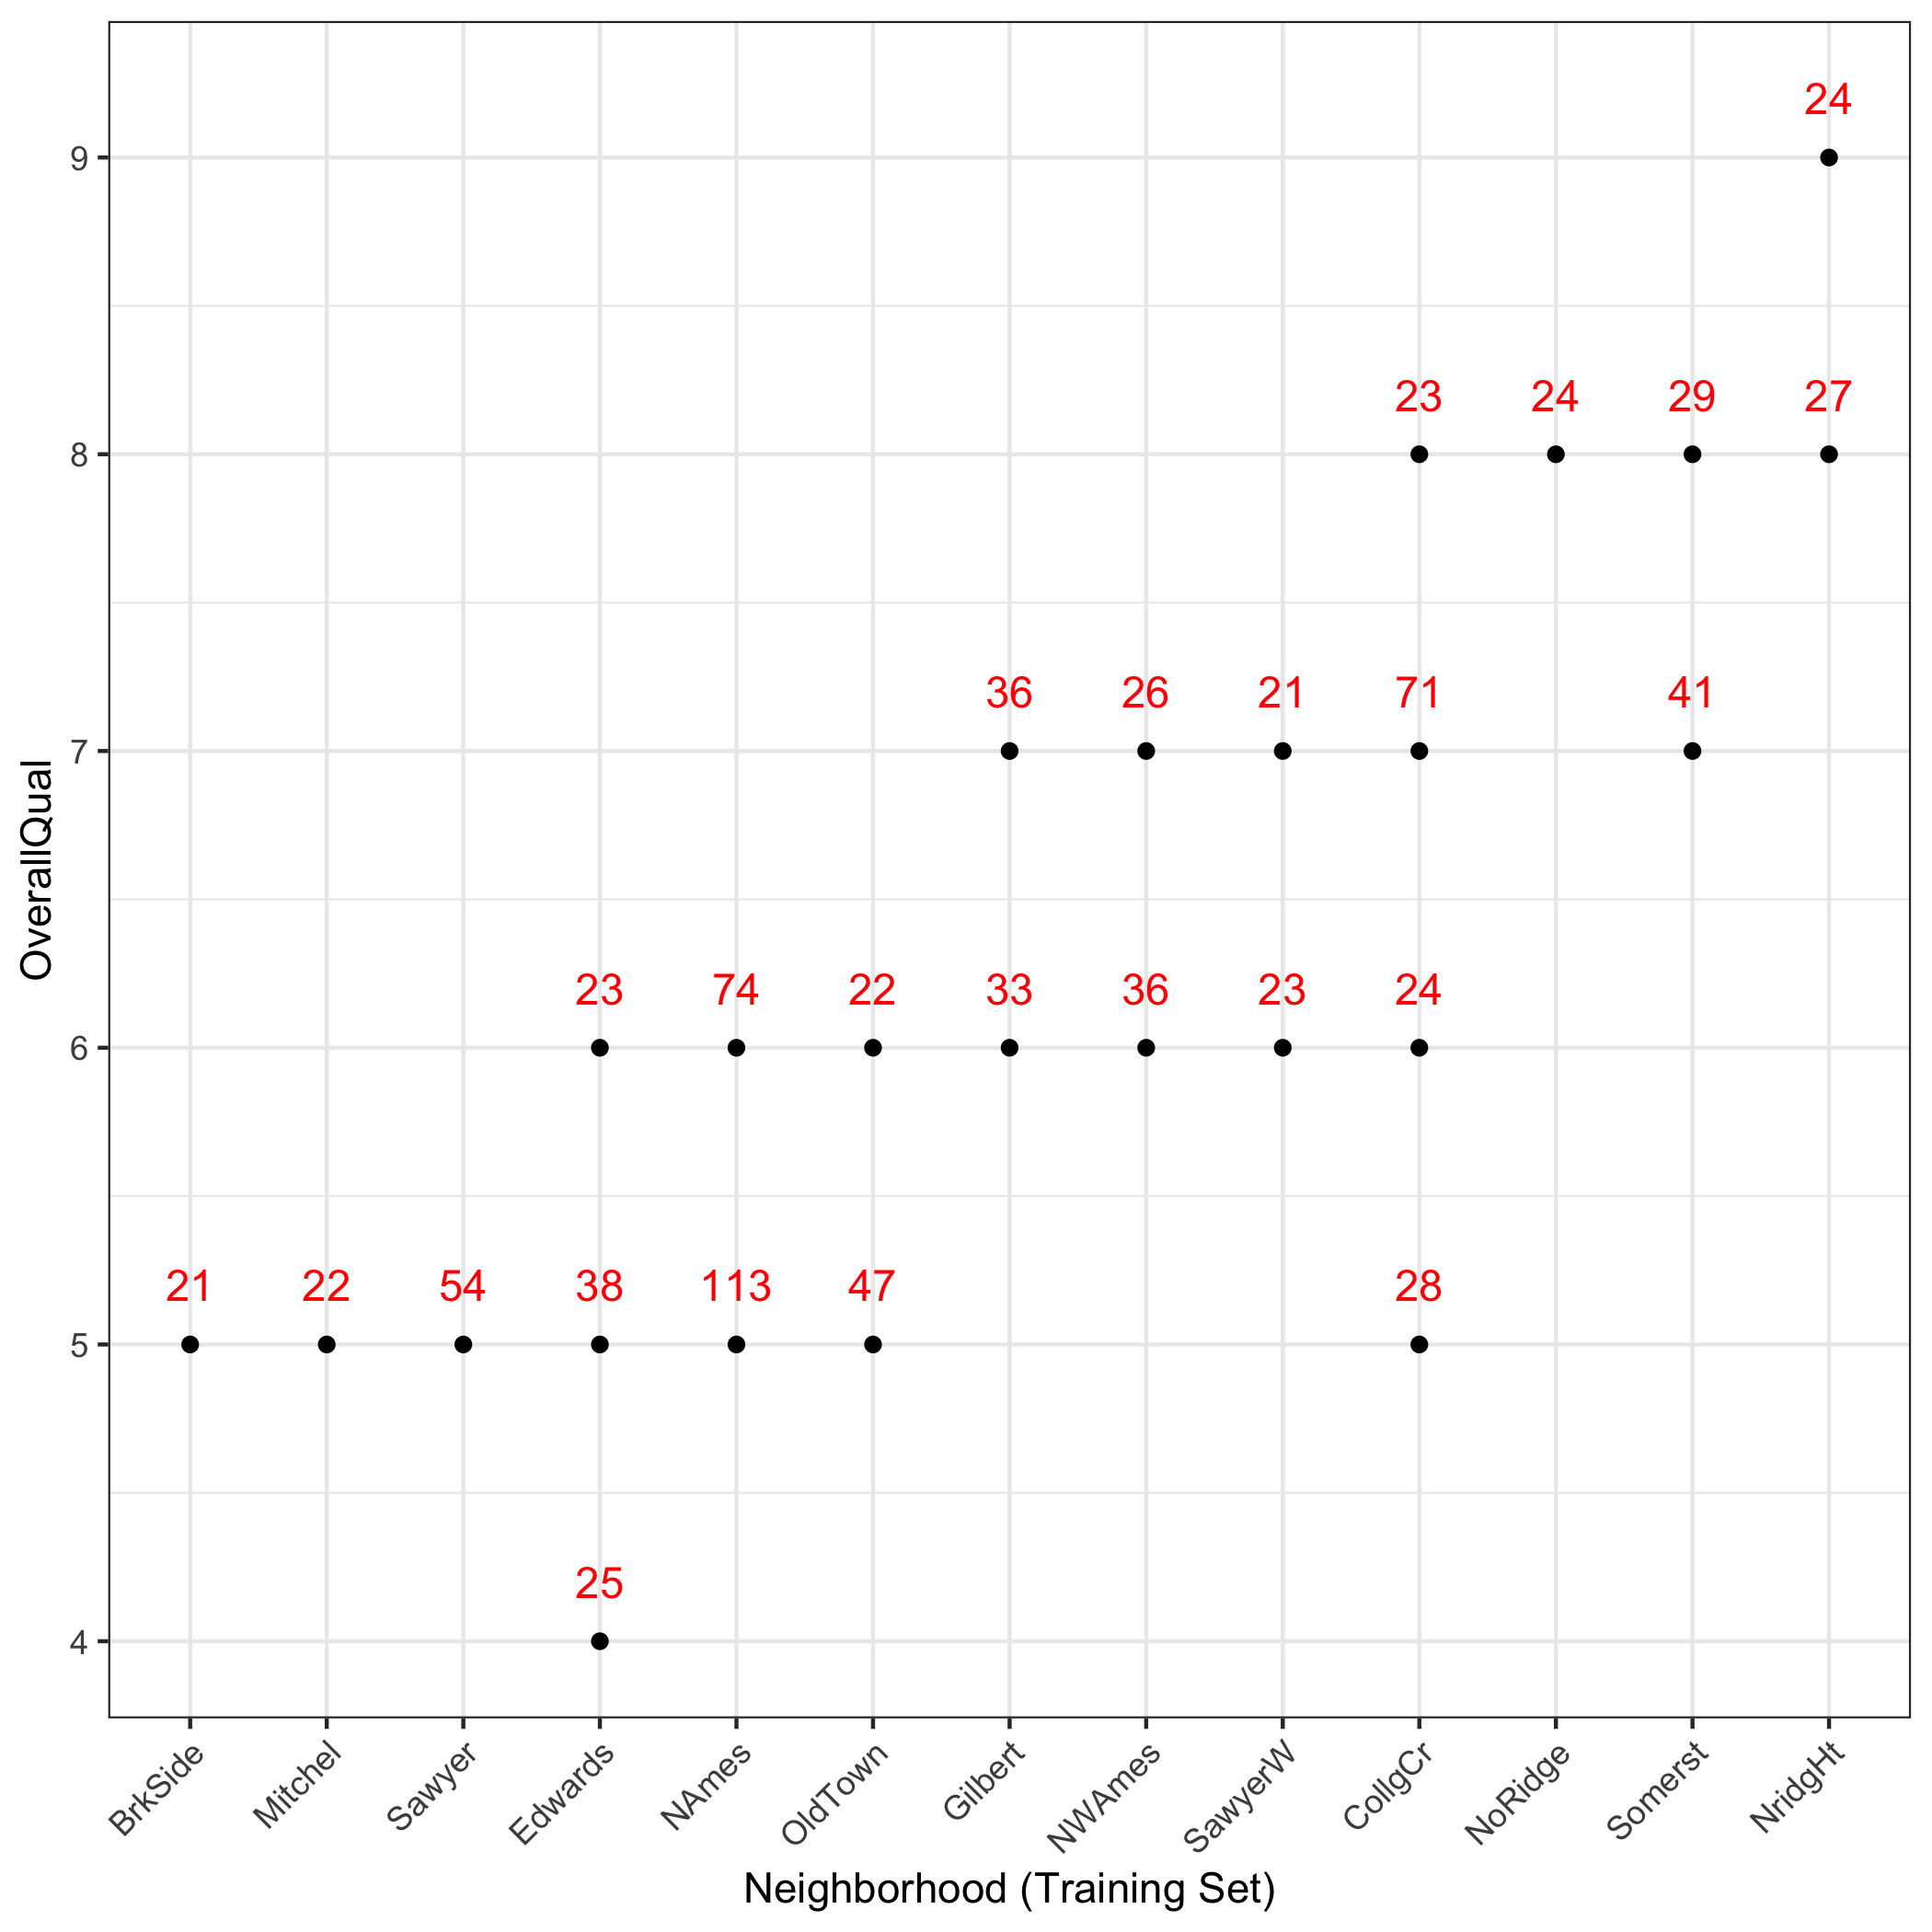 24
9
23 24 29 27
8
36 26 21 71 41
7
OverallQual
23 74 22 33 36 23 24
6
21 22 54 38 113 47 28
5
25
4
BrkSide Mitchel Sawyer Edwards NAmes OldTown Gilbert NWAmes SawyerW CollgCr NoRidge Somerst NridgHt
Neighborhood (Training Set)